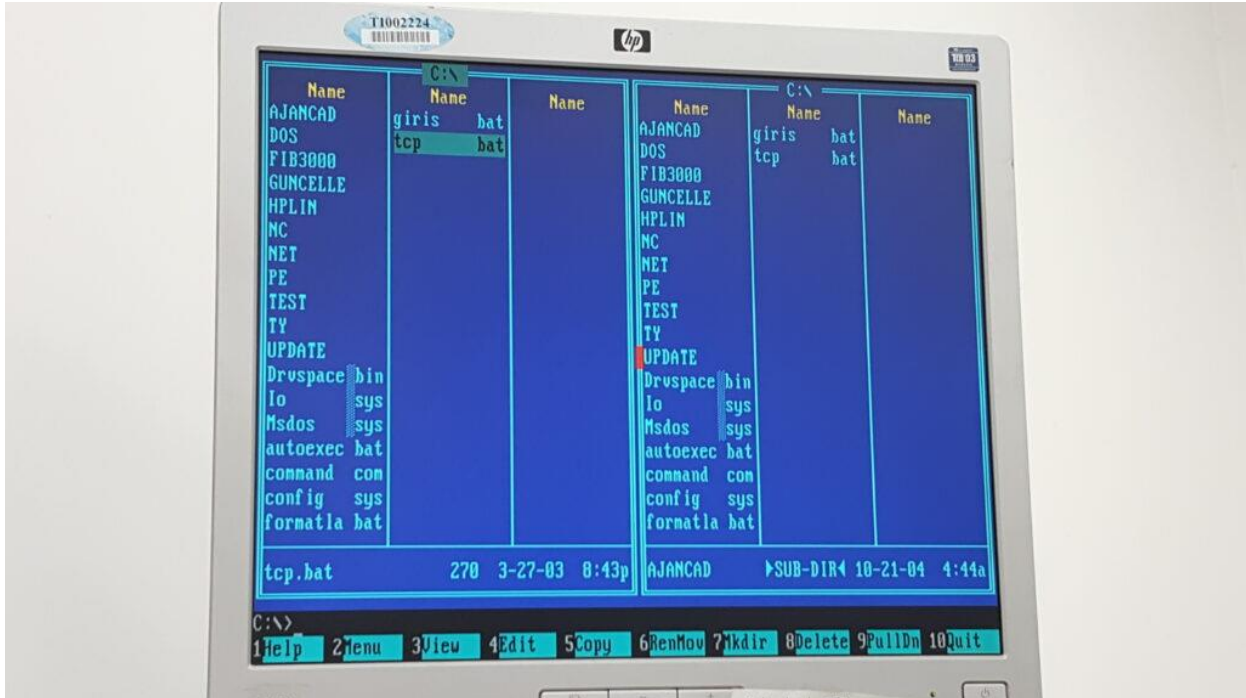 T1002224
hp
C:\
Name Name Name
AJANCAD giris bat
DOS tcp bat
FIB3000
GUNCELLE
HPLIN
NC
NET
PE
TEST
TY
UPDATE
Drvspace bin
Io sys
Msdos sys
autoexec bat
command com
config sys
formatla bat
tcp.bat 270 3-27-03 8:43p
C:\
Name Name Name
AJANCAD giris bat
DOS tcp bat
FIB3000
GUNCELLE
HPLIN
NC
NET
PE
TEST
TY
UPDATE
Drvspace bin
Io sys
Msdos sys
autoexec bat
command com
config sys
formatla bat
AJANCAD ►SUB-DIR◄ 10-21-04 4:44a
C:\>_
1Help 2Menu 3View 4Edit 5Copy 6RenMov 7Mkdir 8Delete 9PullDn 10Quit